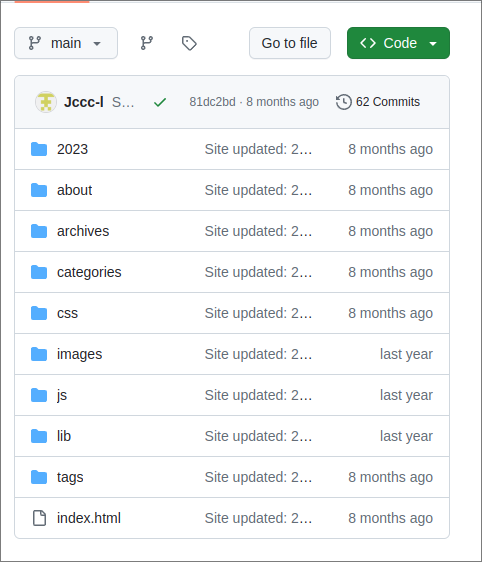 main Go to file Code
Jccc-l S... 81dc2bd · 8 months ago 62 Commits
2023 Site updated: 2... 8 months ago
about Site updated: 2... 8 months ago
archives Site updated: 2... 8 months ago
categories Site updated: 2... 8 months ago
css Site updated: 2... 8 months ago
images Site updated: 2... last year
js Site updated: 2... last year
lib Site updated: 2... last year
tags Site updated: 2... 8 months ago
index.html Site updated: 2... 8 months ago